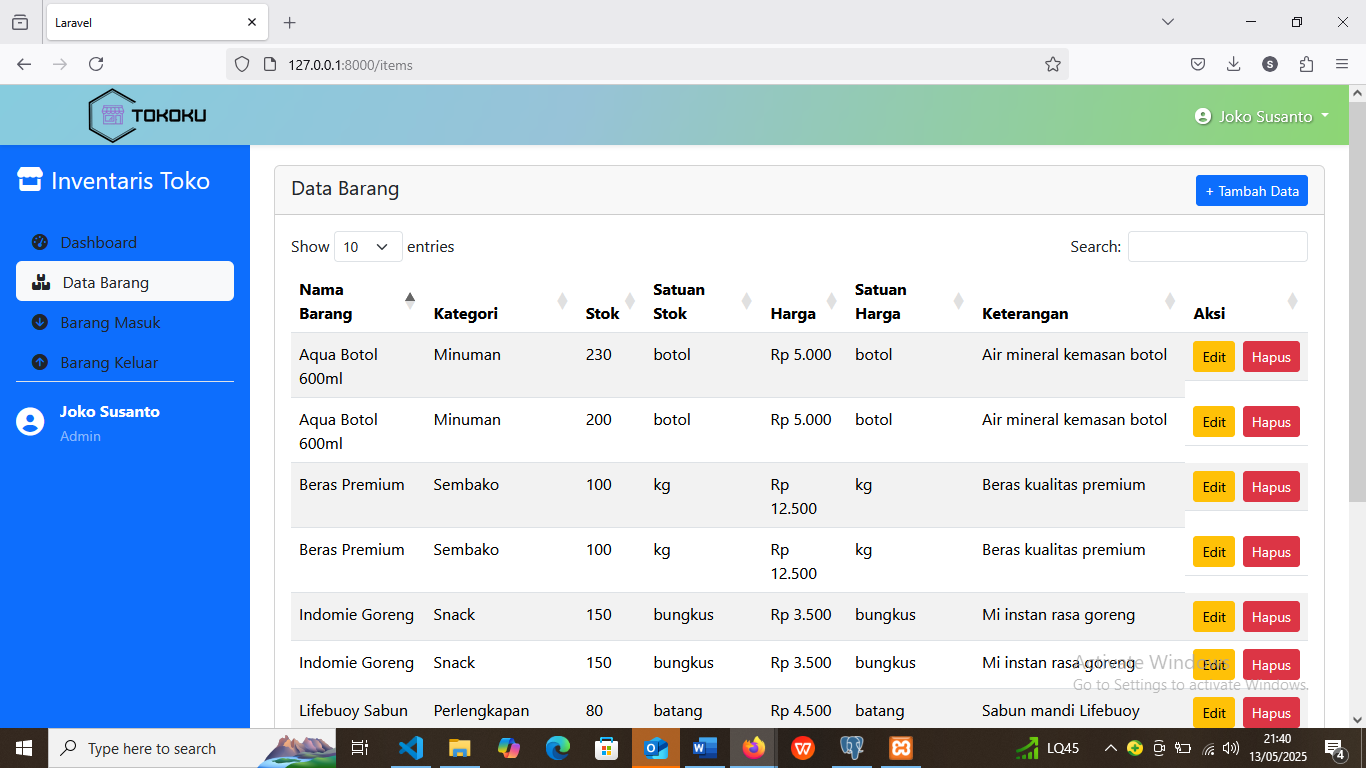 Laravel
127.0.0.1:8000/items
S
TOKOKU
Joko Susanto
Inventaris Toko
Dashboard
Data Barang
Barang Masuk
Barang Keluar
Joko Susanto
Admin
Data Barang
+ Tambah Data
Show 10 entries
Search:
Nama Barang Kategori Stok Satuan Stok Harga Satuan Harga Keterangan Aksi
Aqua Botol 600ml Minuman 230 botol Rp 5.000 botol Air mineral kemasan botol Edit Hapus
Aqua Botol 600ml Minuman 200 botol Rp 5.000 botol Air mineral kemasan botol Edit Hapus
Beras Premium Sembako 100 kg Rp 12.500 kg Beras kualitas premium Edit Hapus
Beras Premium Sembako 100 kg Rp 12.500 kg Beras kualitas premium Edit Hapus
Indomie Goreng Snack 150 bungkus Rp 3.500 bungkus Mi instan rasa goreng Edit Hapus
Indomie Goreng Snack 150 bungkus Rp 3.500 bungkus Mi instan rasa goreng Edit Hapus
Lifebuoy Sabun Perlengkapan 80 batang Rp 4.500 batang Sabun mandi Lifebuoy Edit Hapus
Activate Windows
Go to Settings to activate Windows.
Type here to search
LQ45
21:40
13/05/2025
4